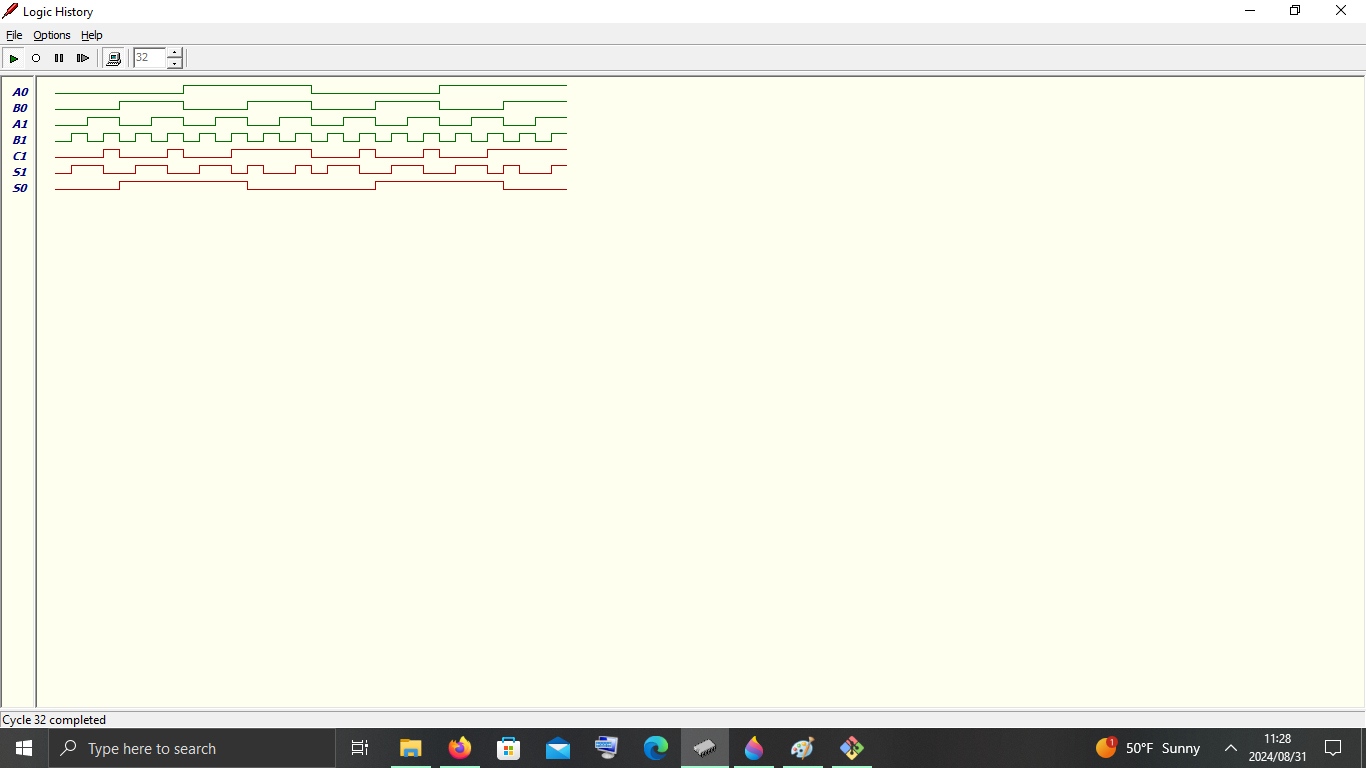 Logic History
File Options Help
32
A0
B0
A1
B1
C1
S1
S0
Cycle 32 completed
Type here to search
1
50°F Sunny
11:28
2024/08/31